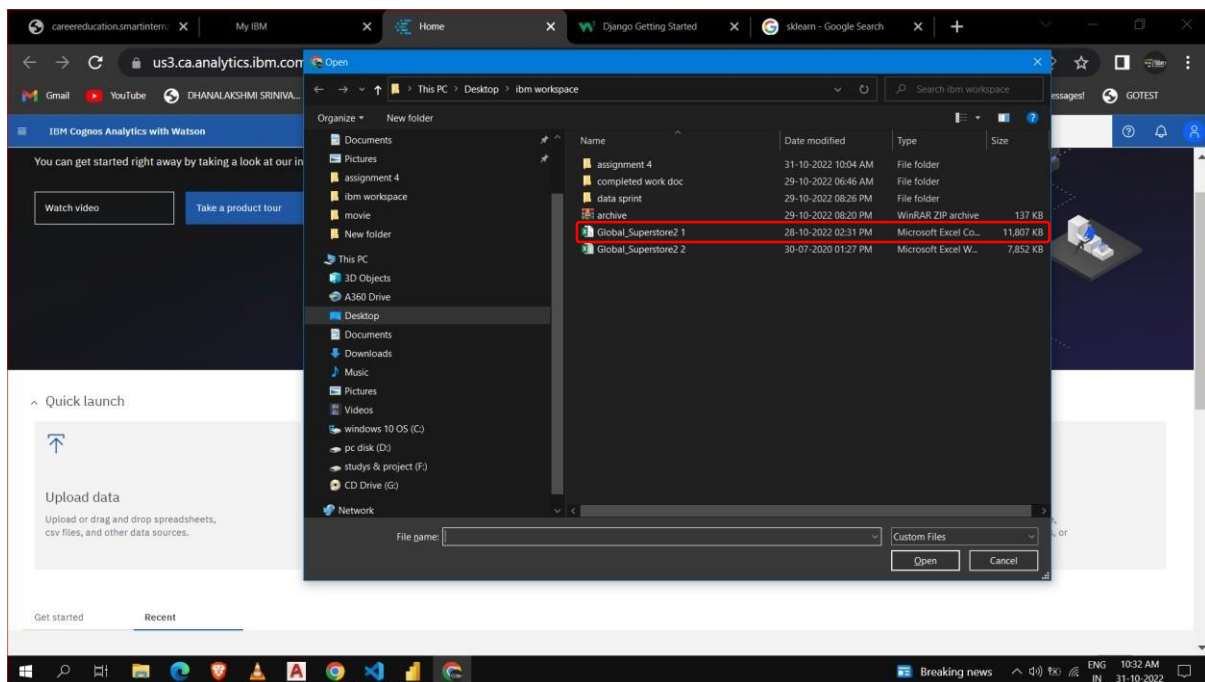 careereducation.smartintern:
My IBM
Home
Django Getting Started
sklearn - Google Search
us3.ca.analytics.ibm.com
Gmail
YouTube
DHANALAKSHMI SRINIVA...
essages!
GOTEST
IBM Cognos Analytics with Watson
You can get started right away by taking a look at our in
Watch video
Take a product tour
Open
This PC > Desktop > ibm workspace
Search ibm workspace
Organize
New folder
Documents
Pictures
assignment 4
ibm workspace
movie
New folder
This PC
3D Objects
A360 Drive
Desktop
Documents
Downloads
Music
Pictures
Videos
windows 10 OS (C:)
pc disk (D:)
studys & project (F:)
CD Drive (G:)
Network
Name Date modified Type Size
assignment 4 31-10-2022 10:04 AM File folder
completed work doc 29-10-2022 06:46 AM File folder
data sprint 29-10-2022 08:26 PM File folder
archive 29-10-2022 08:20 PM WinRAR ZIP archive 137 KB
Global_Superstore2 1 28-10-2022 02:31 PM Microsoft Excel Co... 11,807 KB
Global_Superstore2 2 30-07-2020 01:27 PM Microsoft Excel W... 7,852 KB
File name:
Custom Files
Open
Cancel
Quick launch
Upload data
Upload or drag and drop spreadsheets,
csv files, and other data sources.
, or
Get started
Recent
Breaking news
ENG
IN
10:32 AM
31-10-2022